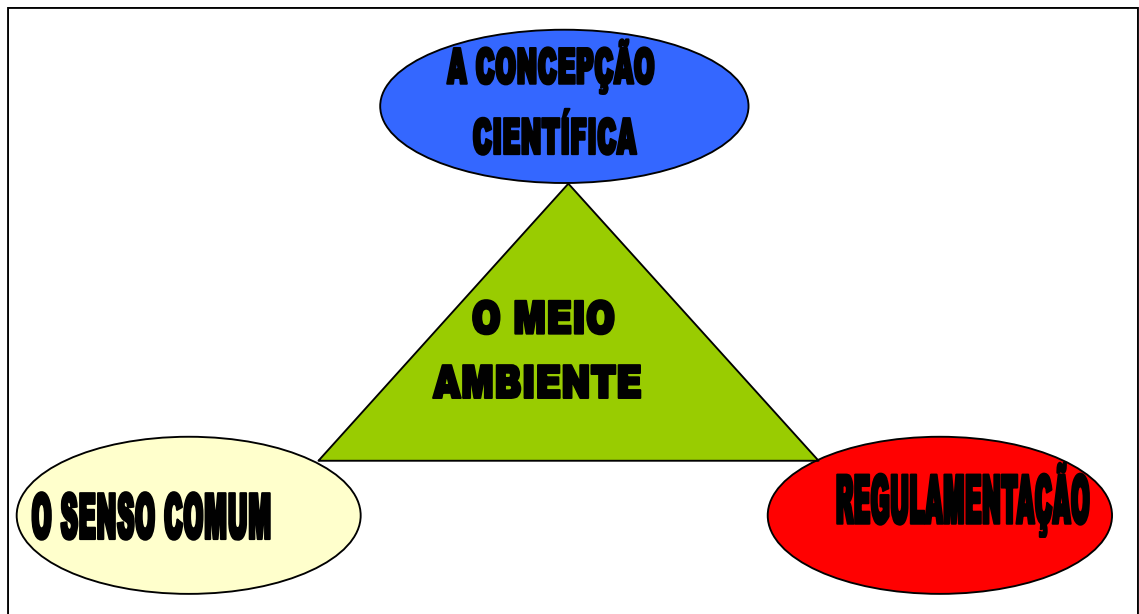 A CONCEPÇÃO
CIENTÍFICA
O MEIO
AMBIENTE
O SENSO COMUM
REGULAMENTAÇÃO